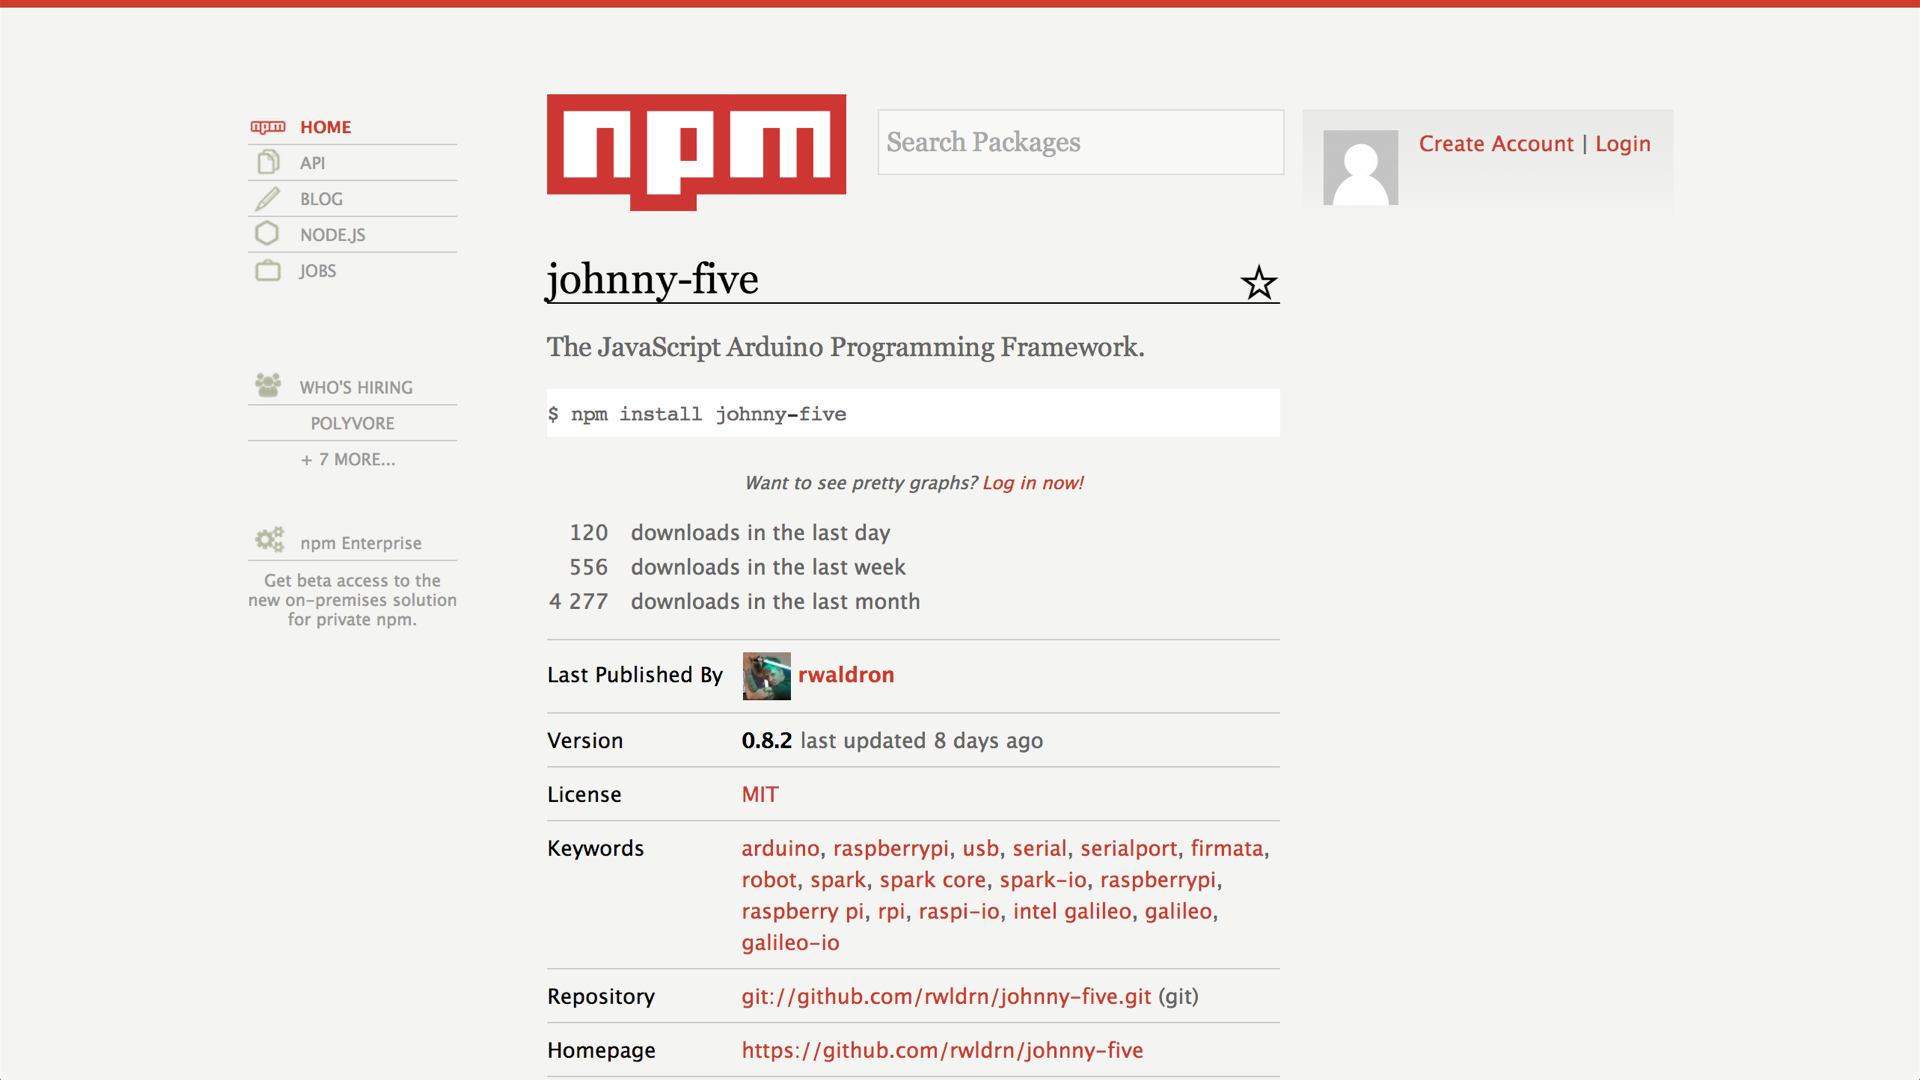 npm HOME
API
BLOG
NODE.JS
JOBS
WHO'S HIRING
POLYVORE
+ 7 MORE...
npm Enterprise
Get beta access to the
new on-premises solution
for private npm.
npm
Search Packages
Create Account | Login
johnny-five
The JavaScript Arduino Programming Framework.
$ npm install johnny-five
Want to see pretty graphs? Log in now!
120 downloads in the last day
556 downloads in the last week
4 277 downloads in the last month
Last Published By rwaldron
Version 0.8.2 last updated 8 days ago
License MIT
Keywords arduino, raspberrypi, usb, serial, serialport, firmata,
robot, spark, spark core, spark-io, raspberrypi,
raspberry pi, rpi, raspi-io, intel galileo, galileo,
galileo-io
Repository git://github.com/rwldrn/johnny-five.git (git)
Homepage https://github.com/rwldrn/johnny-five